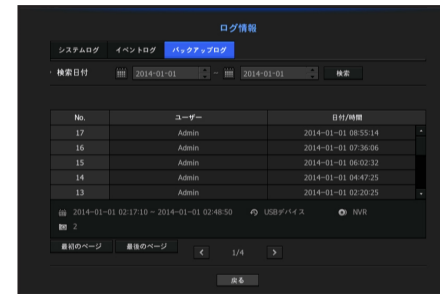 ログ情報
システムログ イベントログ バックアップログ
検索日付 2014-01-01 ~ 2014-01-01 検索
No. ユーザー 日付/時間
17 Admin 2014-01-01 08:55:14
16 Admin 2014-01-01 07:36:06
15 Admin 2014-01-01 06:02:32
14 Admin 2014-01-01 04:47:25
13 Admin 2014-01-01 02:20:25
2014-01-01 02:17:10 ~ 2014-01-01 02:48:50 USBデバイス NVR
2
最初のページ 最後のページ < 1/4 >
戻る